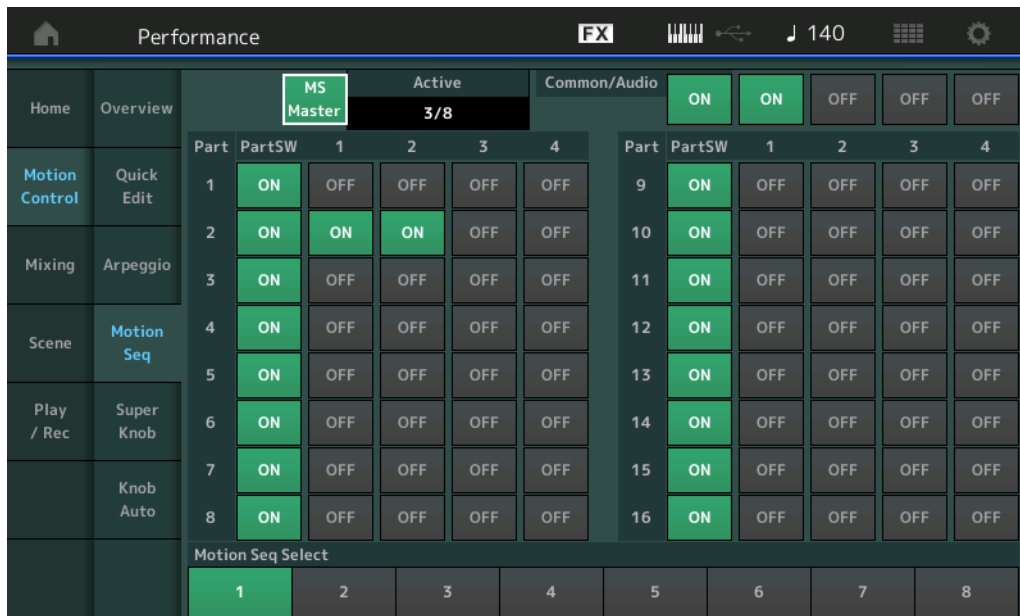 Performance FX 140
Home Overview MS Master Active 3/8 Common/Audio ON ON OFF OFF OFF
Part PartSW 1 2 3 4 Part PartSW 1 2 3 4
Motion Control Quick Edit 1 ON OFF OFF OFF OFF 9 ON OFF OFF OFF OFF
2 ON ON ON OFF OFF 10 ON OFF OFF OFF OFF
Mixing Arpeggio 3 ON OFF OFF OFF OFF 11 ON OFF OFF OFF OFF
Scene Motion Seq 4 ON OFF OFF OFF OFF 12 ON OFF OFF OFF OFF
5 ON OFF OFF OFF OFF 13 ON OFF OFF OFF OFF
Play / Rec Super Knob 6 ON OFF OFF OFF OFF 14 ON OFF OFF OFF OFF
Knob Auto 7 ON OFF OFF OFF OFF 15 ON OFF OFF OFF OFF
8 ON OFF OFF OFF OFF 16 ON OFF OFF OFF OFF
Motion Seq Select
1 2 3 4 5 6 7 8